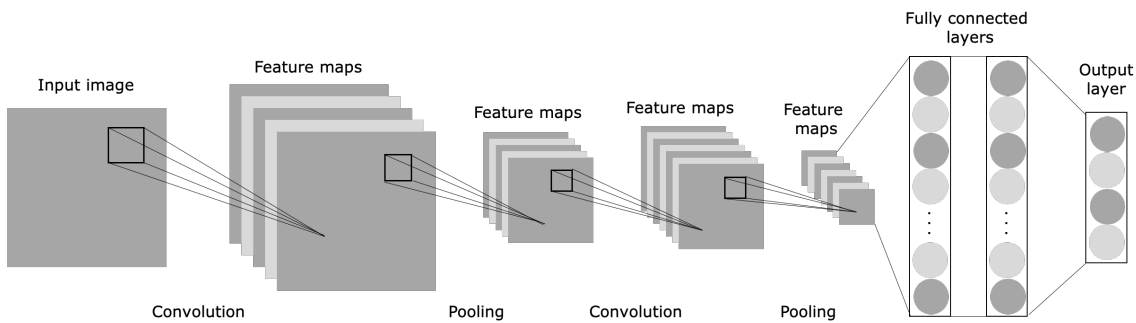 Input image
Feature maps
Feature maps
Feature maps
Feature
maps
Fully connected
layers
Output
layer
Convolution
Pooling
Convolution
Pooling